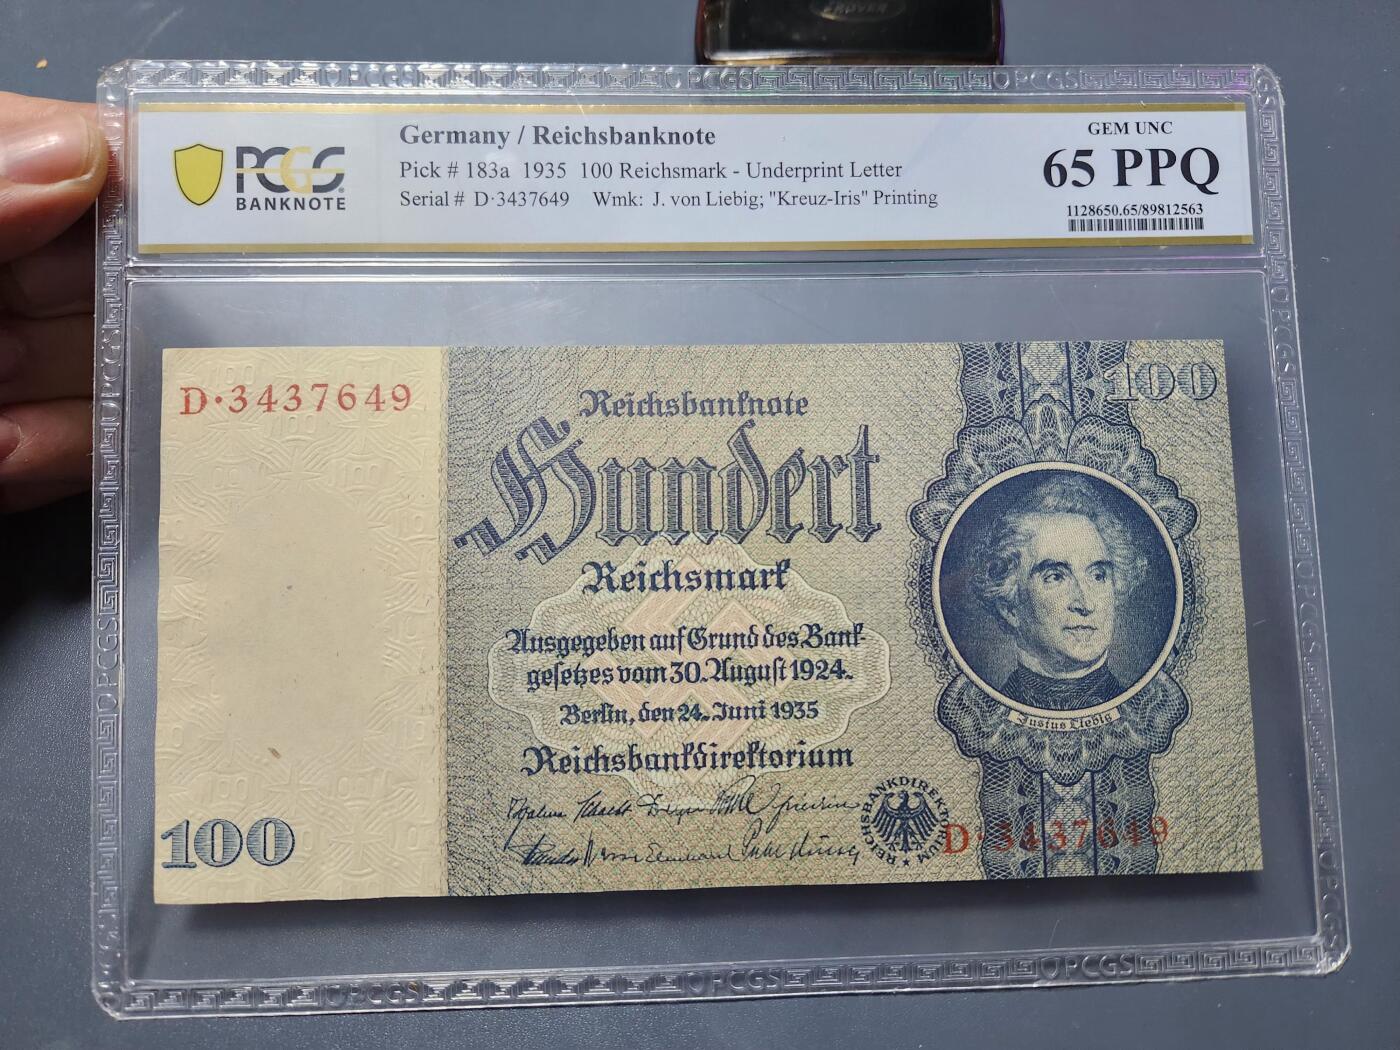 PCGS BANKNOTE
Germany / Reichsbanknote
Pick # 183a 1935 100 Reichsmark - Underprint Letter
Serial # D·3437649 Wmk: J. von Liebig; "Kreuz-Iris" Printing
GEM UNC
65 PPQ
1128650.65/89812563
D·3437649
Reichsbanknote
100
Hundert
Reichsmark
Ausgegeben auf Grund des Bank-
gesetzes vom 30. August 1924.
Berlin, den 24. Juni 1935
Reichsbankdirektorium
Justus Liebig
REICHSBANKDIREKTORIUM
D·3437649
100